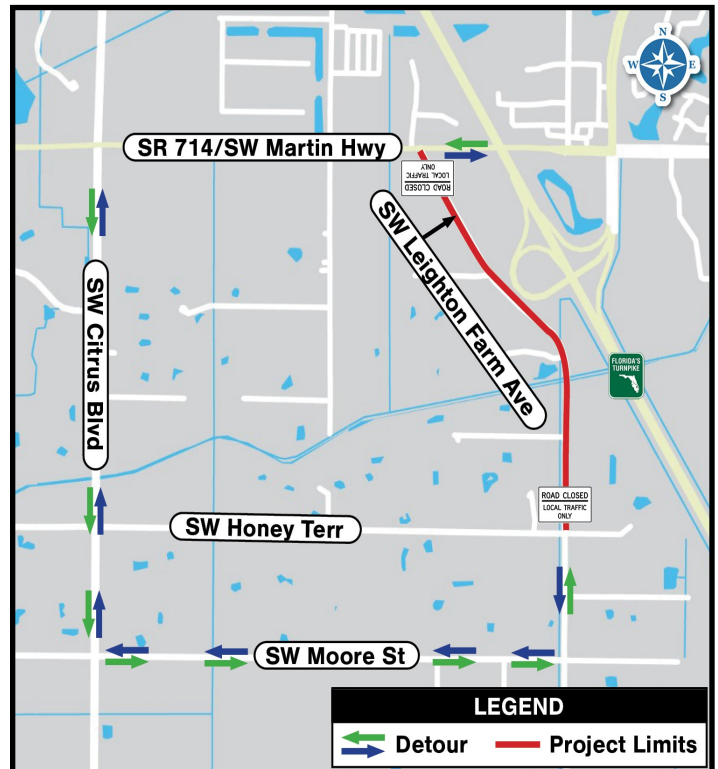 N
W E
S
SR 714/SW Martin Hwy
ROAD CLOSED
LOCAL TRAFFIC
ONLY
SW Leighton Farm Ave
SW Citrus Blvd
FLORIDA'S
TURNPIKE
ROAD CLOSED
LOCAL TRAFFIC
ONLY
SW Honey Terr
SW Moore St
LEGEND
Detour Project Limits